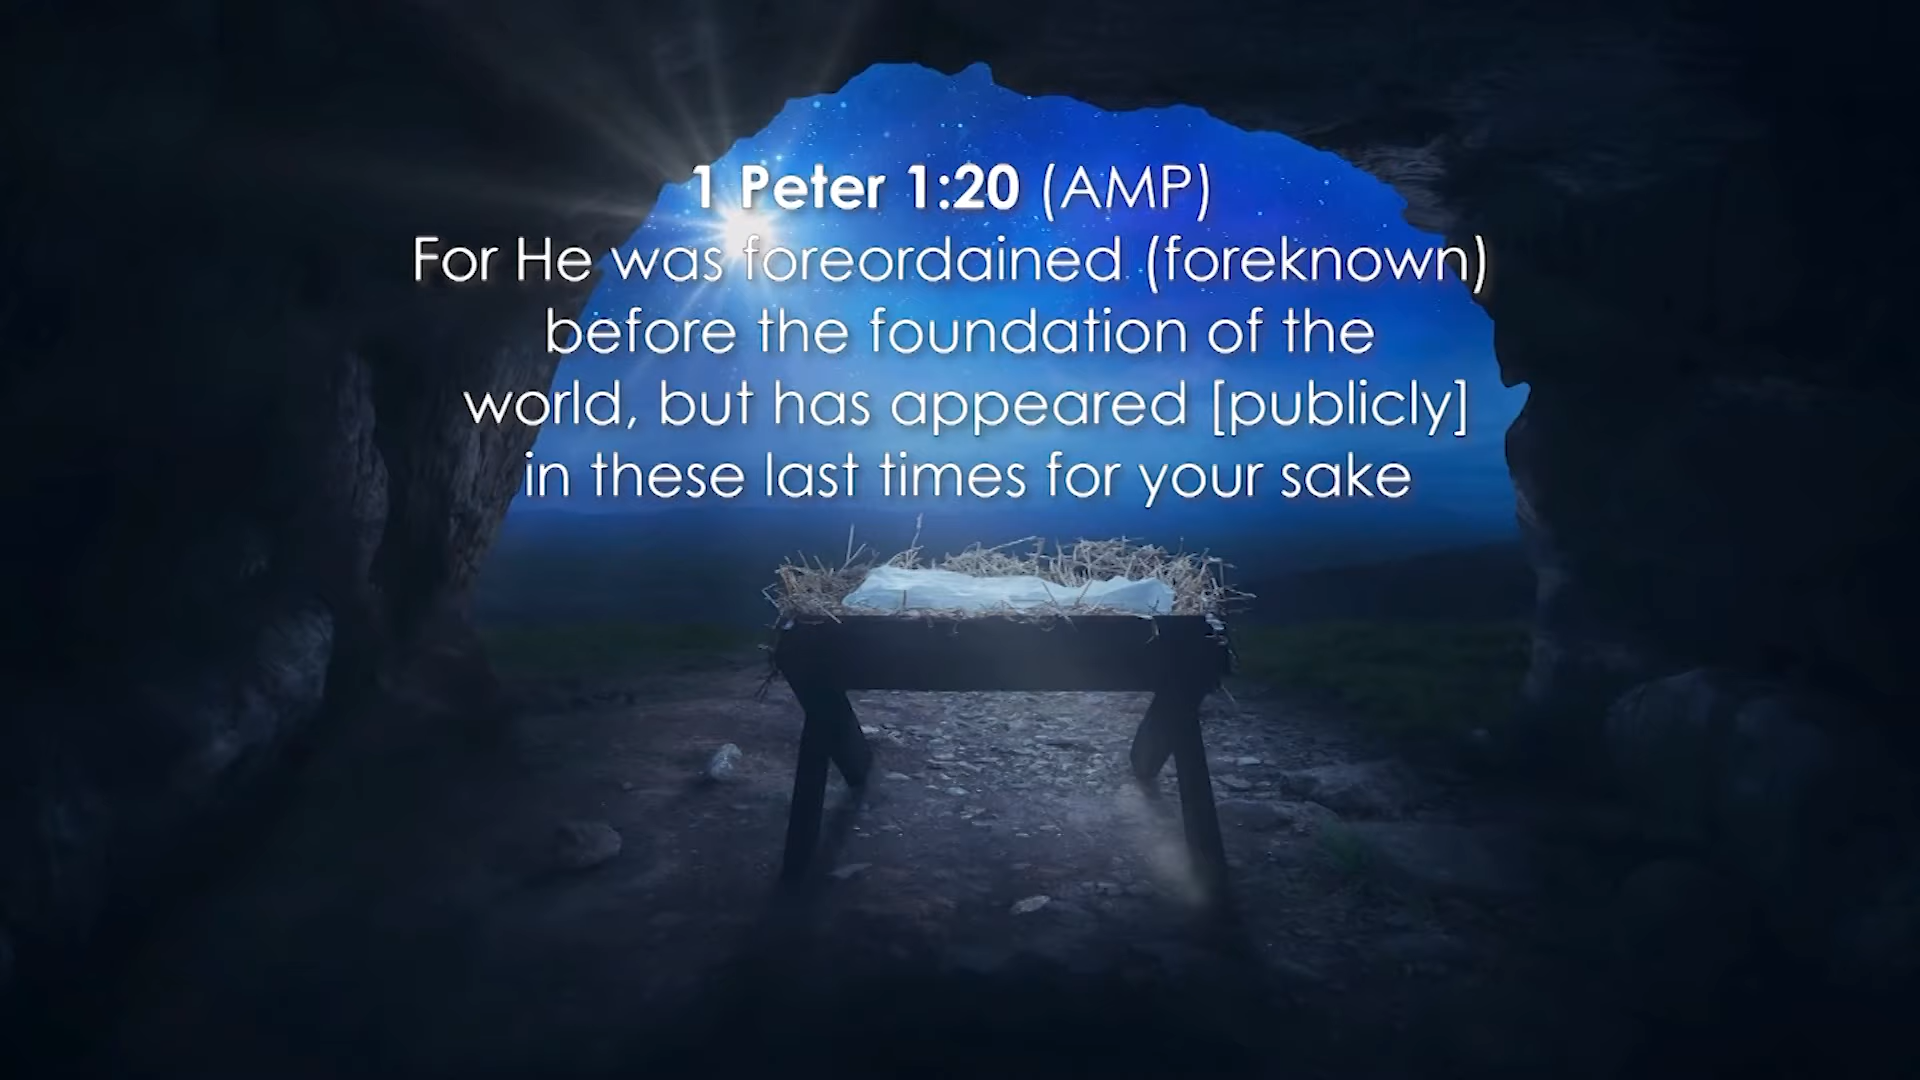 1 Peter 1:20 (AMP)
For He was foreordained (foreknown)
before the foundation of the
world, but has appeared [publicly]
in these last times for your sake